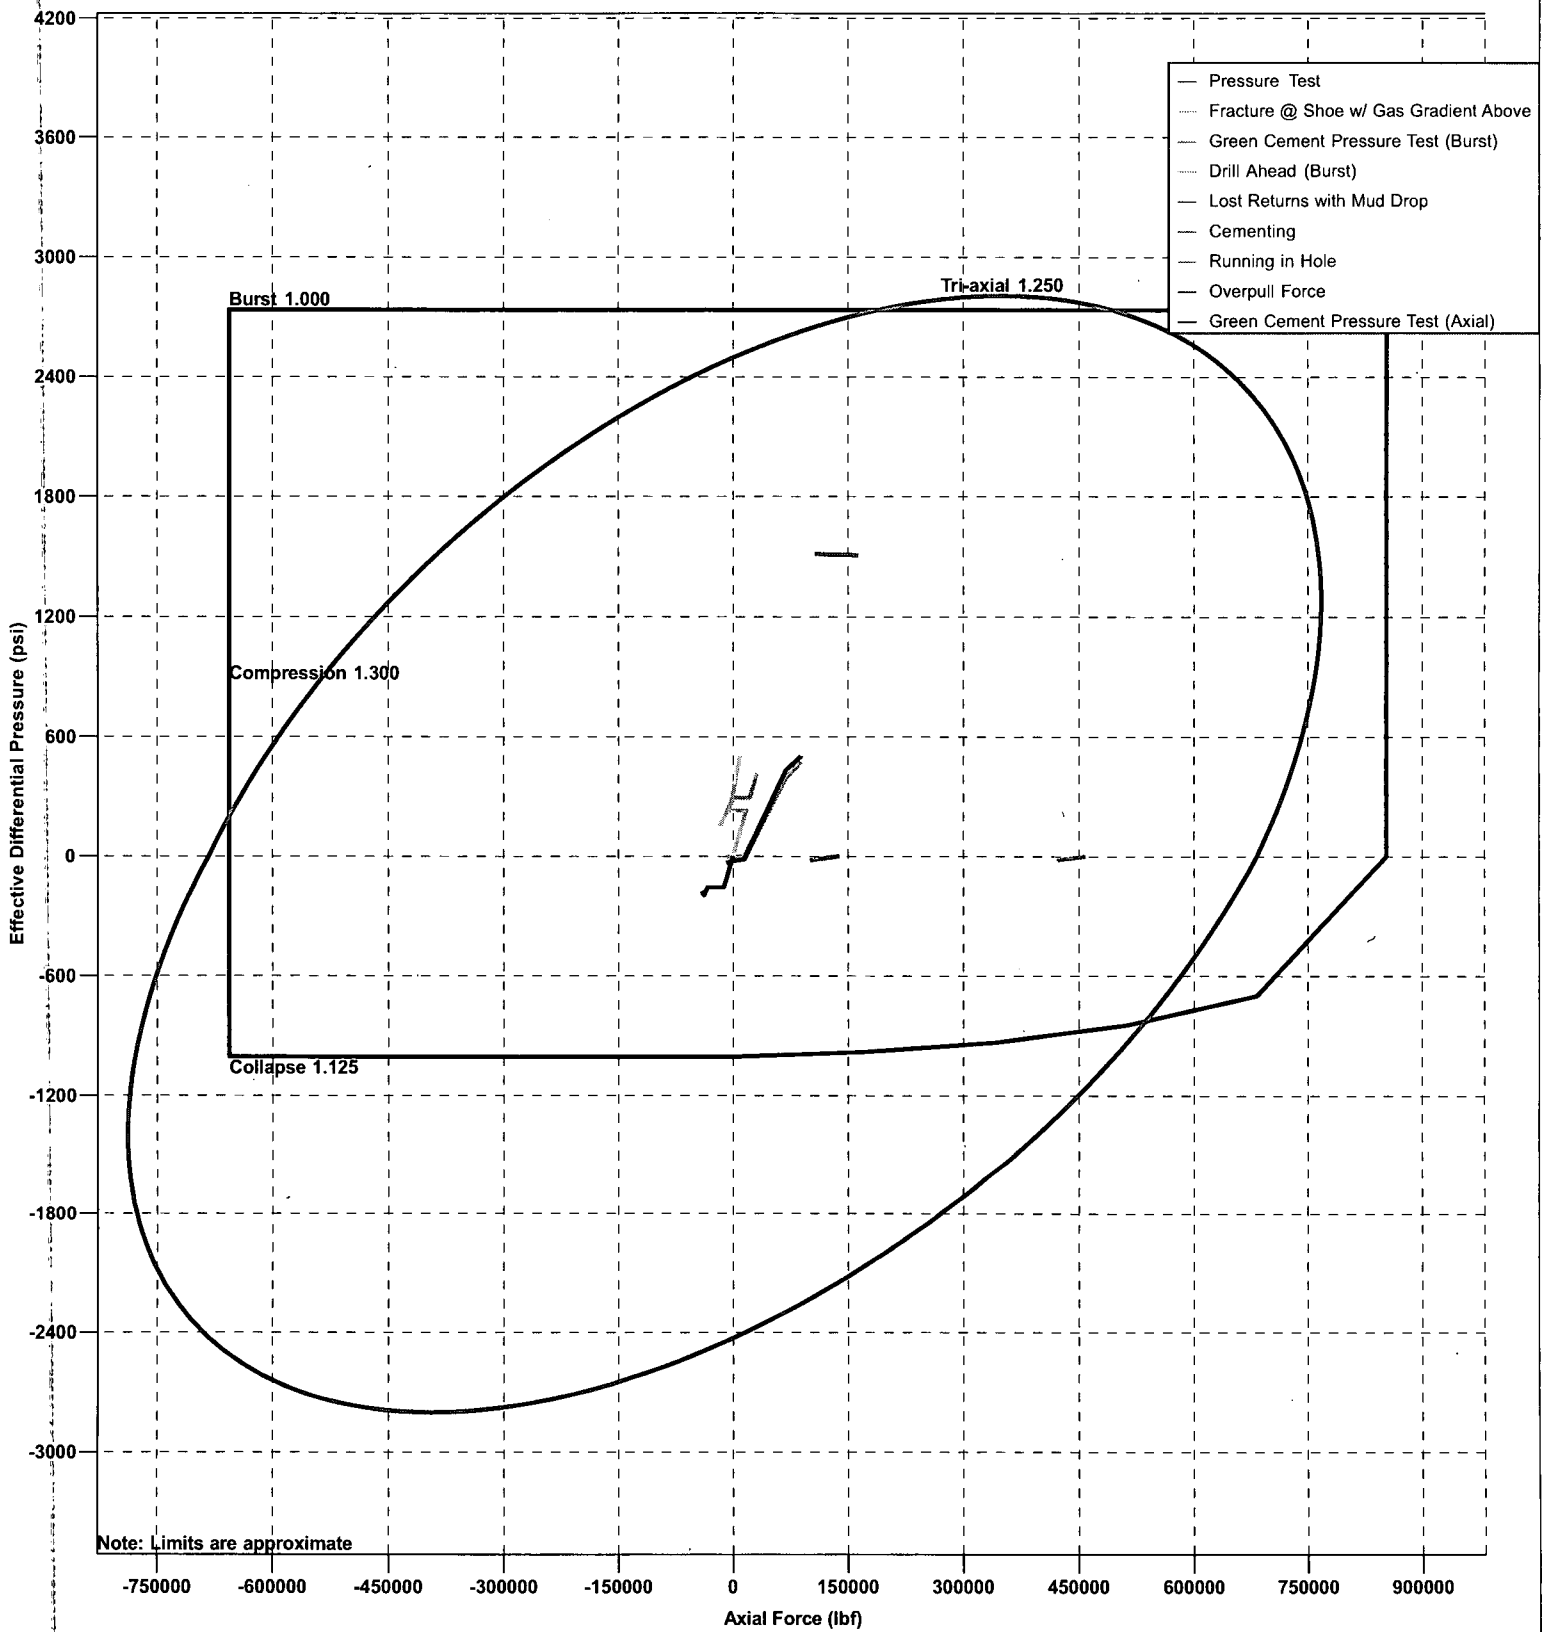 4200
3600
3000
2400
1800
1200
600
0
-600
-1200
-1800
-2400
-3000
Effective Differential Pressure (psi)
Pressure Test
Fracture @ Shoe w/ Gas Gradient Above
Green Cement Pressure Test (Burst)
Drill Ahead (Burst)
Lost Returns with Mud Drop
Cementing
Running in Hole
Overpull Force
Green Cement Pressure Test (Axial)
Burst 1.000
Tri-axial 1.250
Compression 1.300
Collapse 1.125
Note: Limits are approximate
-750000 -600000 -450000 -300000 -150000 0 150000 300000 450000 600000 750000 900000
Axial Force (lbf)